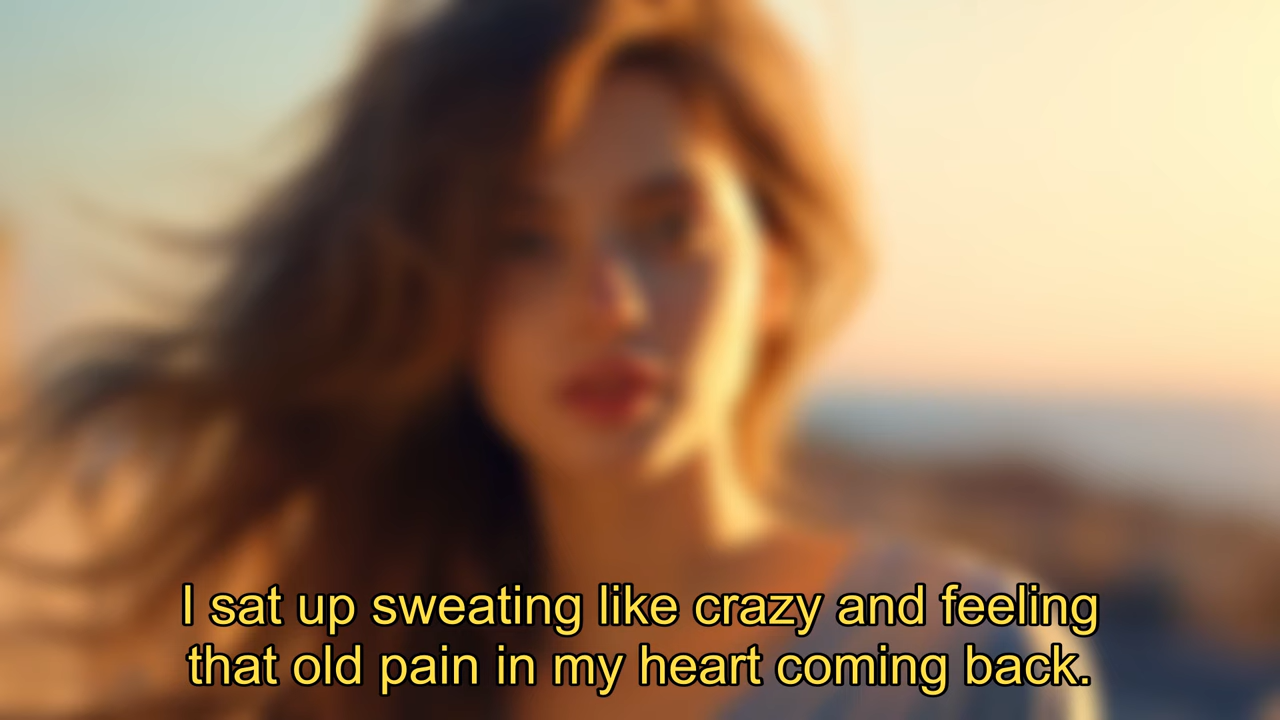 I sat up sweating like crazy and feeling
that old pain in my heart coming back.